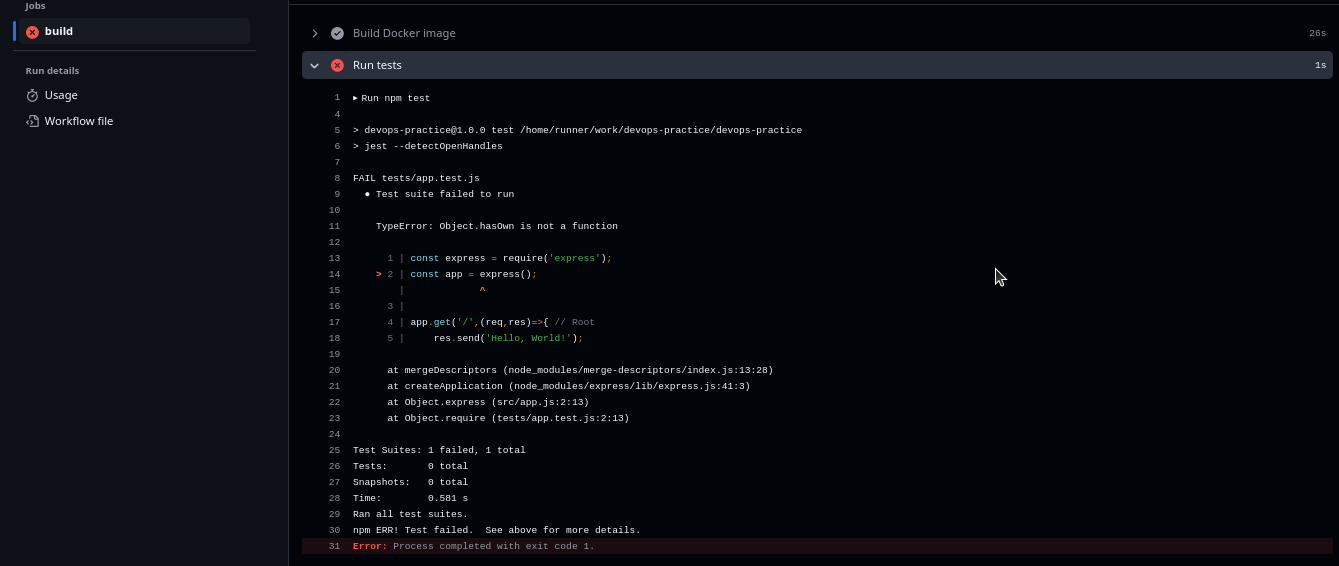 Jobs
build
Run details
Usage
Workflow file
Build Docker image 26s
Run tests 1s
1 ▶ Run npm test
4
5 > devops-practice@1.0.0 test /home/runner/work/devops-practice/devops-practice
6 > jest --detectOpenHandles
7
8 FAIL tests/app.test.js
9   ● Test suite failed to run
10
11     TypeError: Object.hasOwn is not a function
12
13       1 | const express = require('express');
14     > 2 | const app = express();
15         |             ^
16       3 |
17       4 | app.get('/',(req,res)=>{ // Root
18       5 |     res.send('Hello, World!');
19
20       at mergeDescriptors (node_modules/merge-descriptors/index.js:13:28)
21       at createApplication (node_modules/express/lib/express.js:41:3)
22       at Object.express (src/app.js:2:13)
23       at Object.require (tests/app.test.js:2:13)
24
25 Test Suites: 1 failed, 1 total
26 Tests:       0 total
27 Snapshots:   0 total
28 Time:        0.581 s
29 Ran all test suites.
30 npm ERR! Test failed.  See above for more details.
31 Error: Process completed with exit code 1.